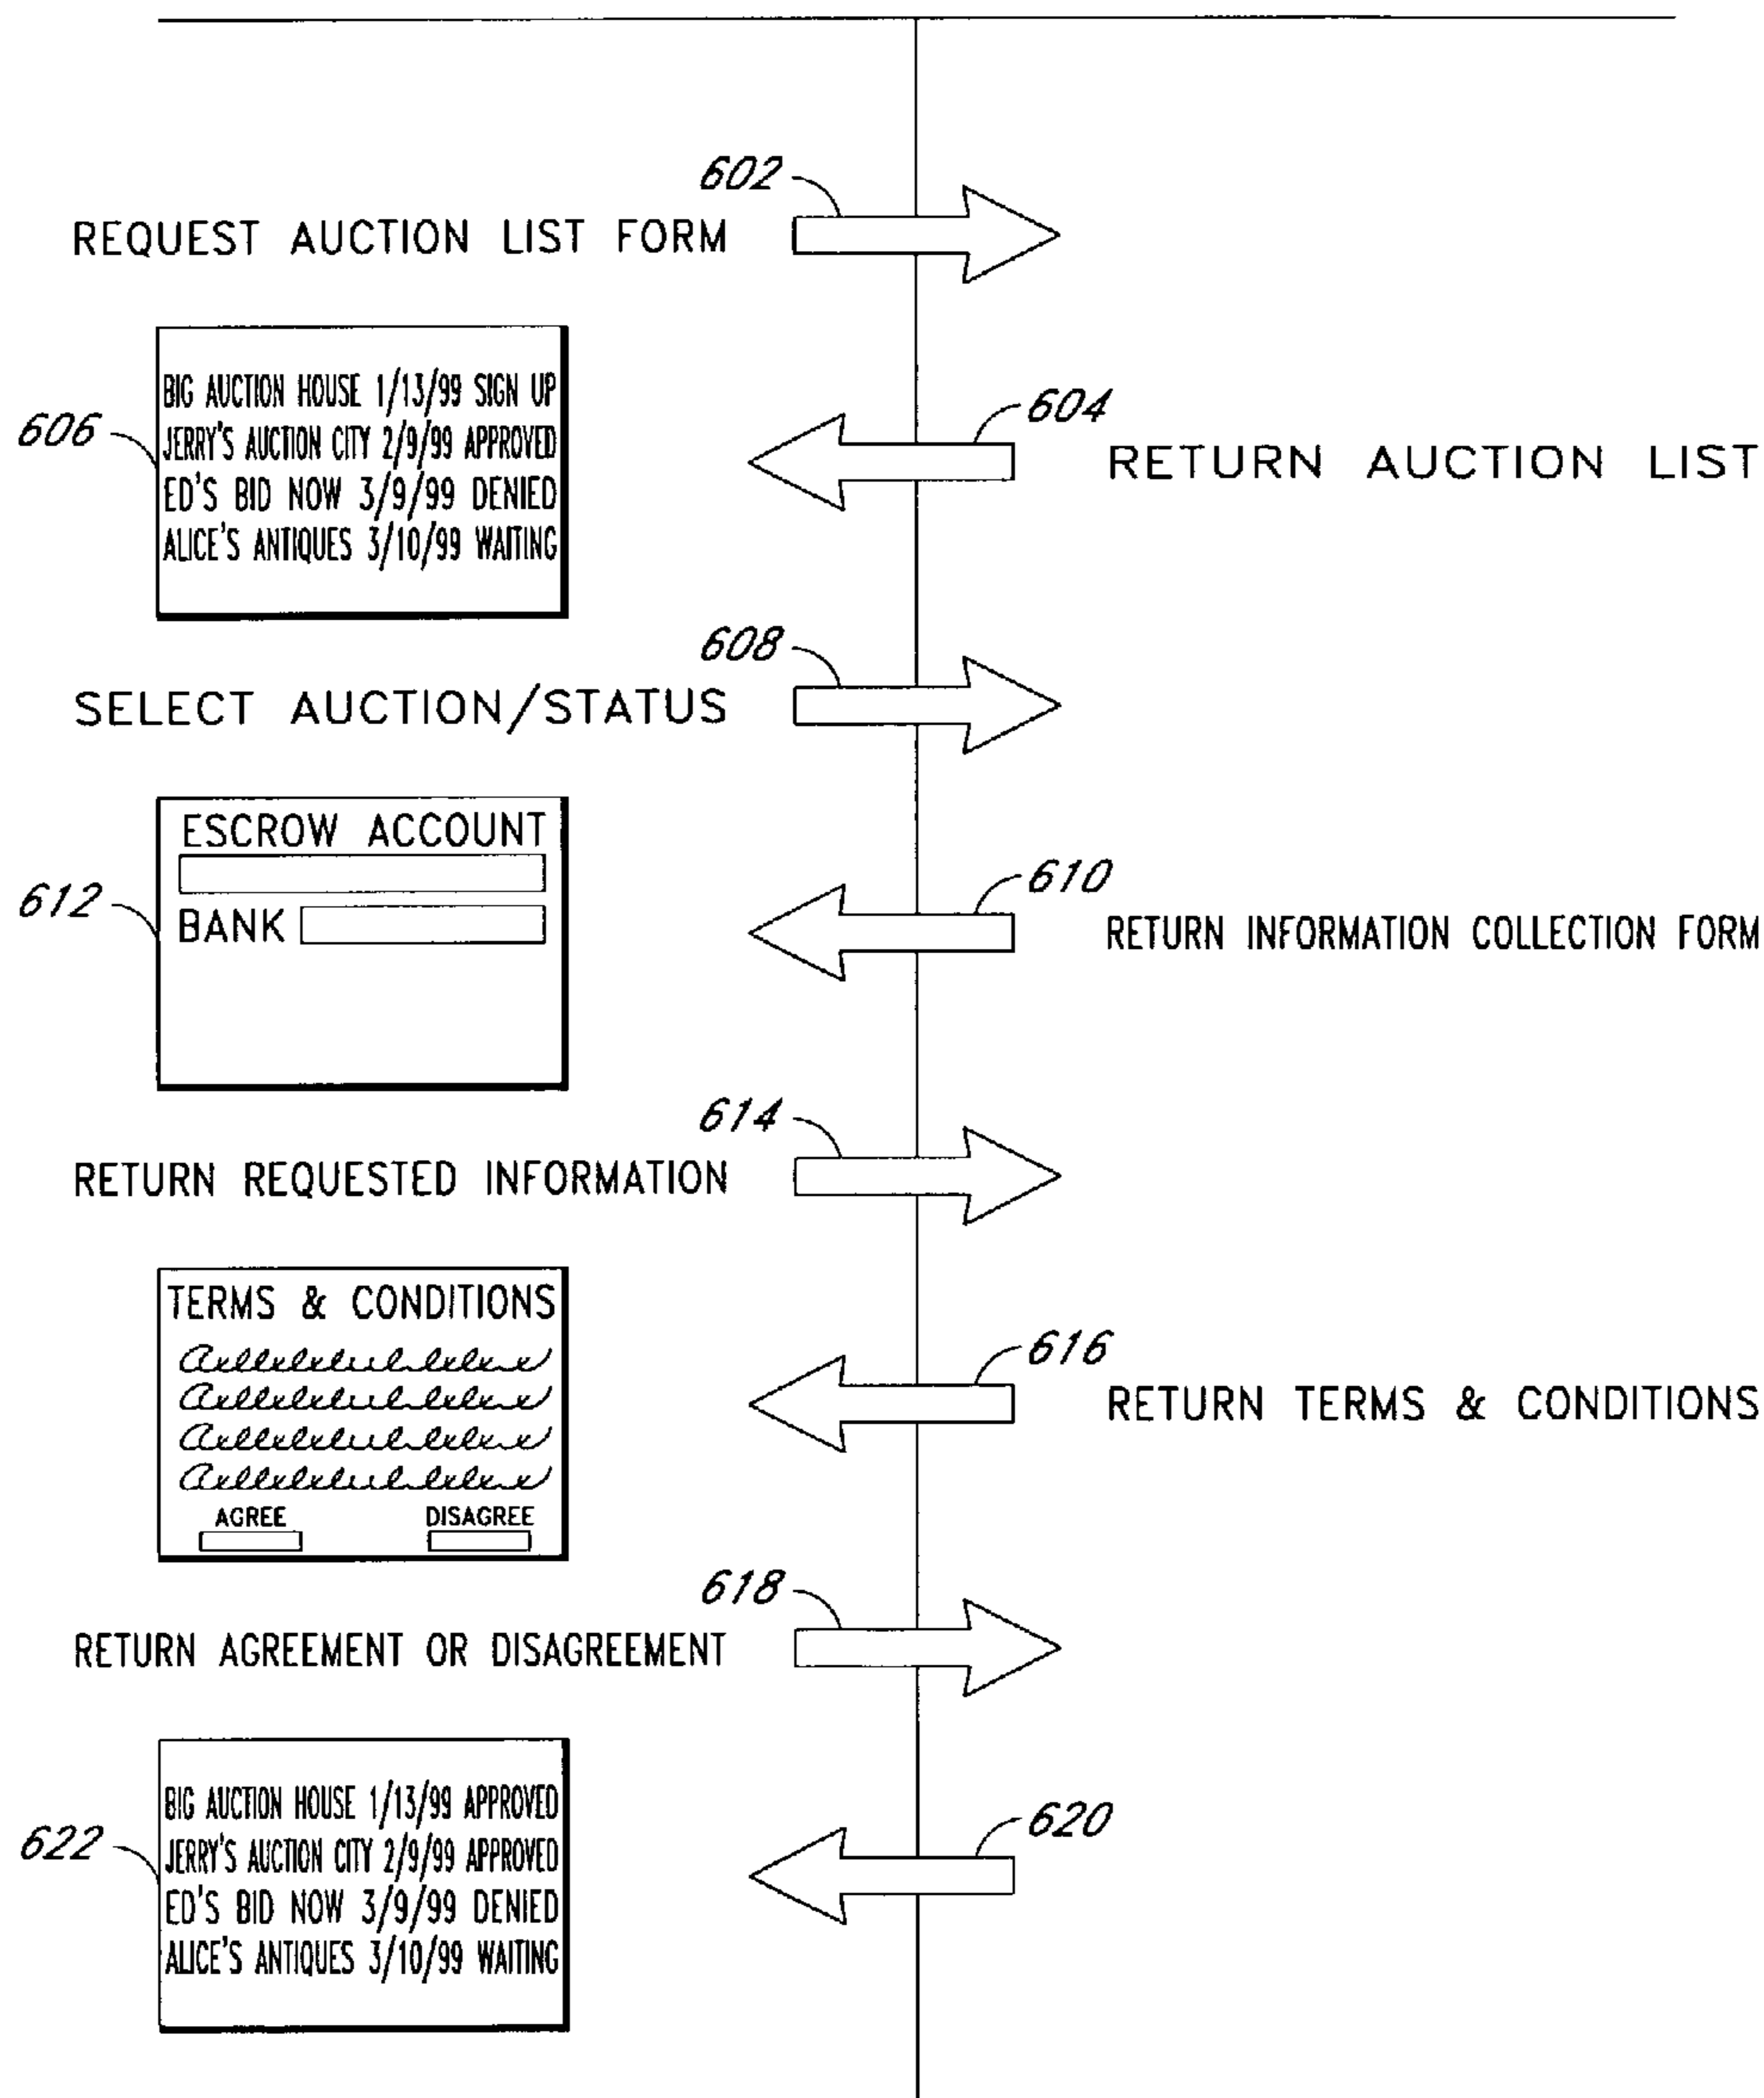 602
REQUEST AUCTION LIST FORM
BIG AUCTION HOUSE 1/13/99 SIGN UP
JERRY'S AUCTION CITY 2/9/99 APPROVED
ED'S BID NOW 3/9/99 DENIED
ALICE'S ANTIQUES 3/10/99 WAITING
606
604
RETURN AUCTION LIST
608
SELECT AUCTION/STATUS
ESCROW ACCOUNT
BANK
612
610
RETURN INFORMATION COLLECTION FORM
614
RETURN REQUESTED INFORMATION
TERMS & CONDITIONS
AGREE DISAGREE
616
RETURN TERMS & CONDITIONS
618
RETURN AGREEMENT OR DISAGREEMENT
BIG AUCTION HOUSE 1/13/99 APPROVED
JERRY'S AUCTION CITY 2/9/99 APPROVED
ED'S BID NOW 3/9/99 DENIED
ALICE'S ANTIQUES 3/10/99 WAITING
622
620